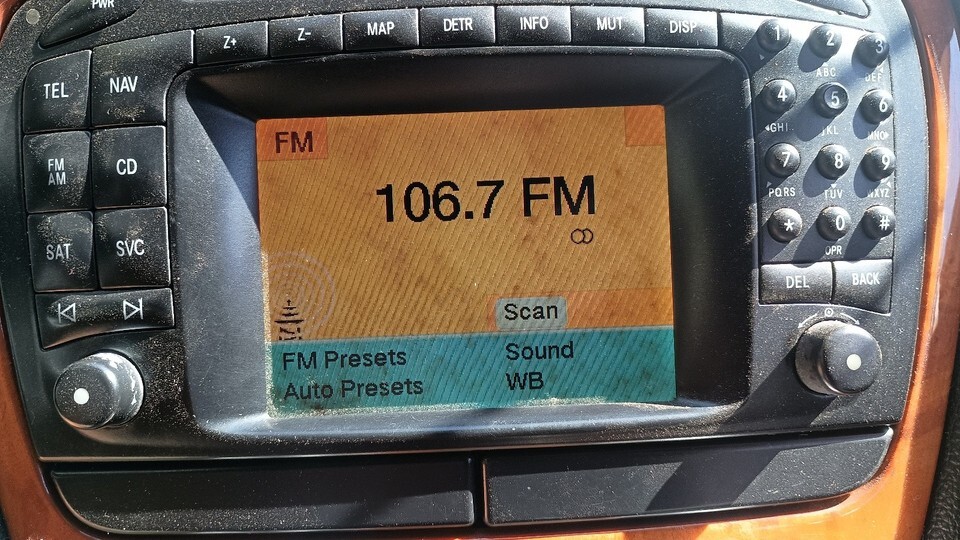 PWR
Z+ Z- MAP DETR INFO MUT DISP
TEL NAV
FM AM CD
SAT SVC
FM
106.7 FM
Scan
FM Presets Sound
Auto Presets WB
1 2 3
ABC DEF
4 5 6
GHI JKL MNO
7 8 9
PQRS TUV WXYZ
* 0 #
OPR
DEL BACK